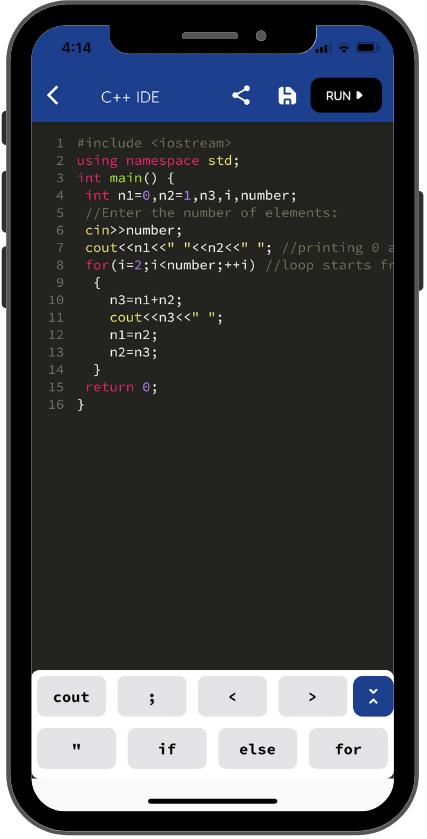 4:14
C++ IDE
RUN
1 #include <iostream>
2 using namespace std;
3 int main() {
4 int n1=0,n2=1,n3,i,number;
5 //Enter the number of elements:
6 cin>>number;
7 cout<<n1<<" "<<n2<<" "; //printing 0 a
8 for(i=2;i<number;++i) //loop starts fr
9 {
10 n3=n1+n2;
11 cout<<n3<<" ";
12 n1=n2;
13 n2=n3;
14 }
15 return 0;
16 }
cout ; < >
" if else for